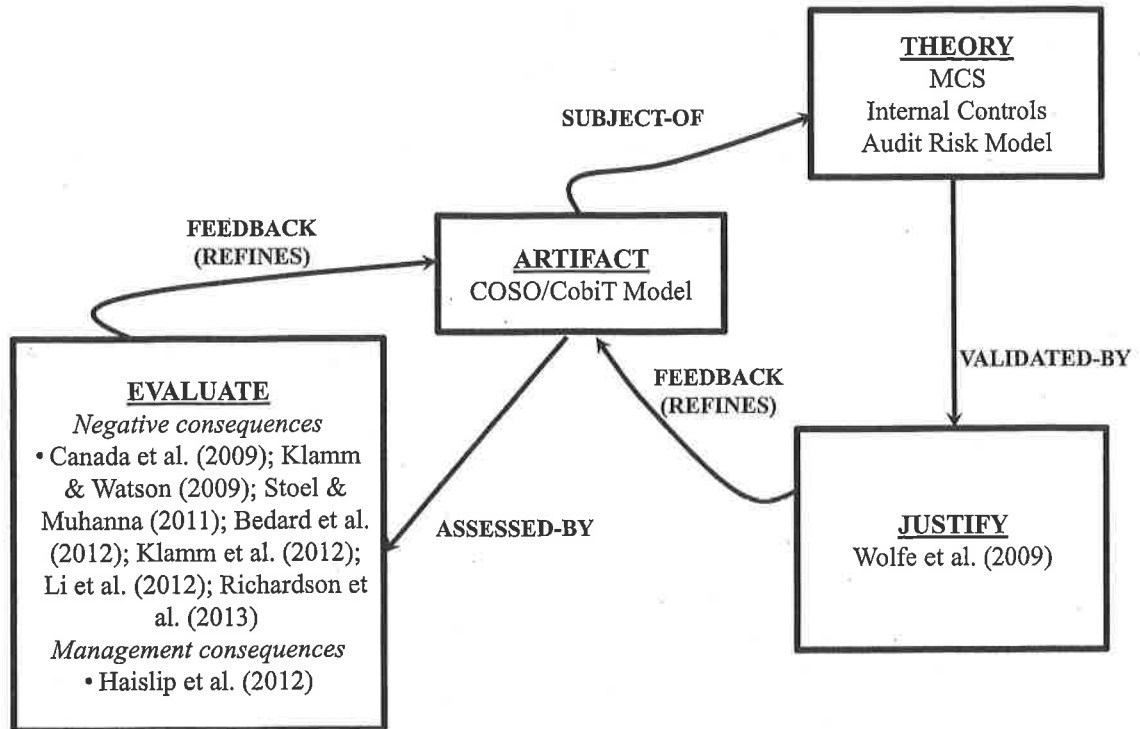 THEORY
MCS
Internal Controls
Audit Risk Model
SUBJECT-OF
FEEDBACK
(REFINES)
ARTIFACT
COSO/CobiT Model
VALIDATED-BY
FEEDBACK
(REFINES)
EVALUATE
Negative consequences
• Canada et al. (2009); Klamm
& Watson (2009); Stoel &
Muhanna (2011); Bedard et al.
(2012); Klamm et al. (2012);
Li et al. (2012); Richardson et
al. (2013)
Management consequences
• Haislip et al. (2012)
ASSESSED-BY
JUSTIFY
Wolfe et al. (2009)